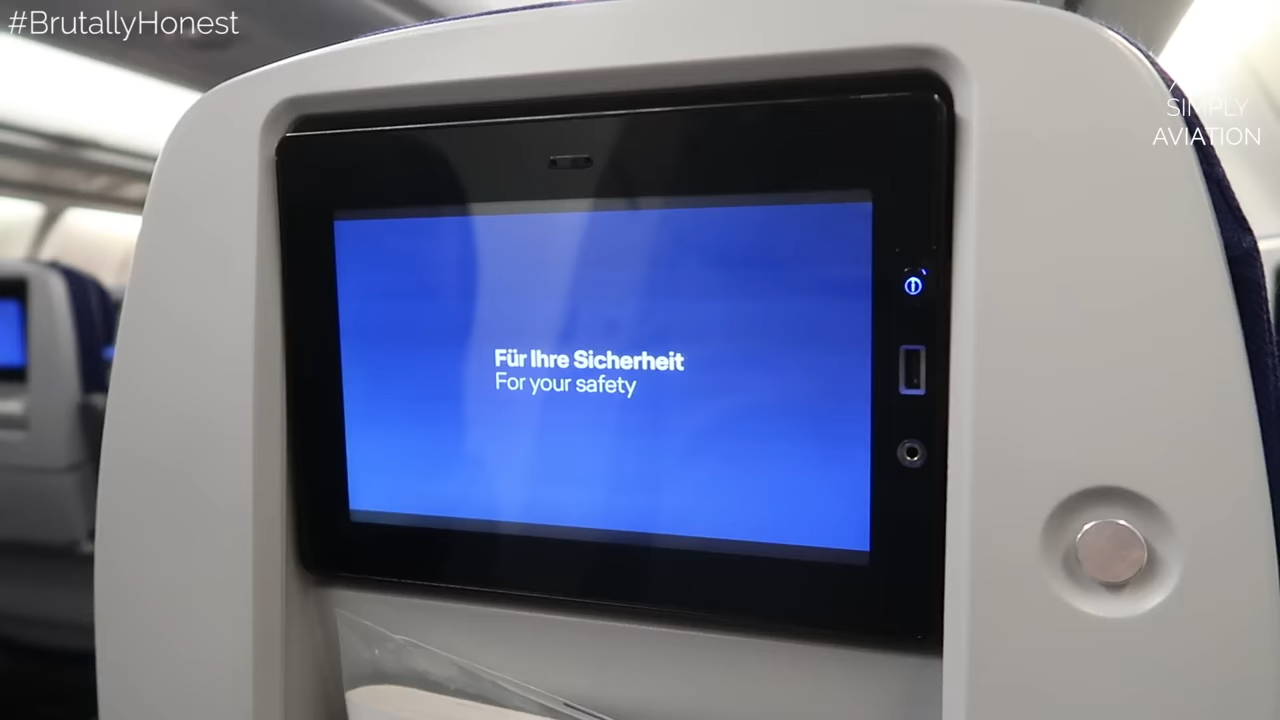 #BrutallyHonest
SIMPLY
AVIATION
Für Ihre Sicherheit
For your safety